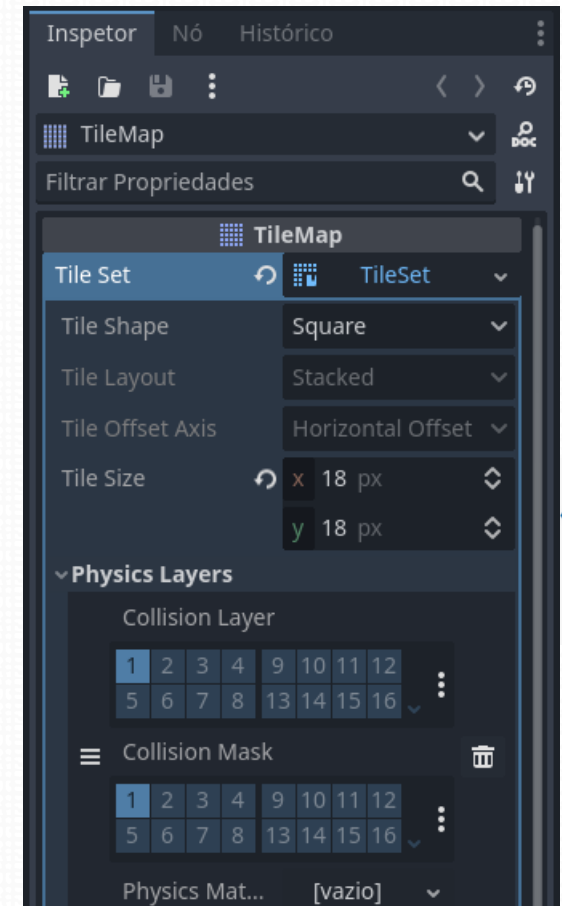 Inspetor Nó Histórico
TileMap
DOC
Filtrar Propriedades
TileMap
Tile Set TileSet
Tile Shape Square
Tile Layout Stacked
Tile Offset Axis Horizontal Offset
Tile Size x 18 px
y 18 px
Physics Layers
Collision Layer
1 2 3 4 9 10 11 12
5 6 7 8 13 14 15 16
Collision Mask
1 2 3 4 9 10 11 12
5 6 7 8 13 14 15 16
Physics Mat... [vazio]